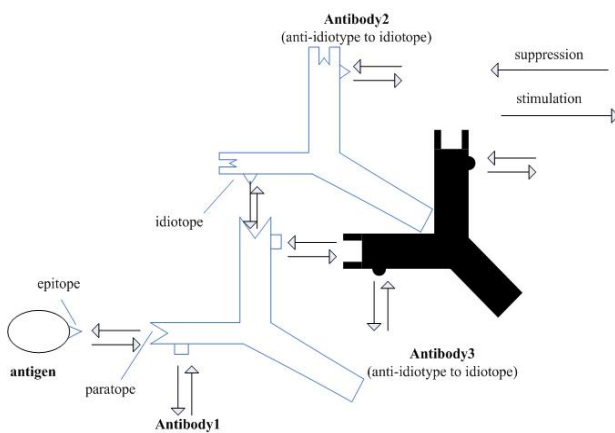 Antibody2
(anti-idiotype to idiotope)
suppression
stimulation
idiotope
epitope
antigen
paratope
Antibody3
(anti-idiotype to idiotope)
Antibody1